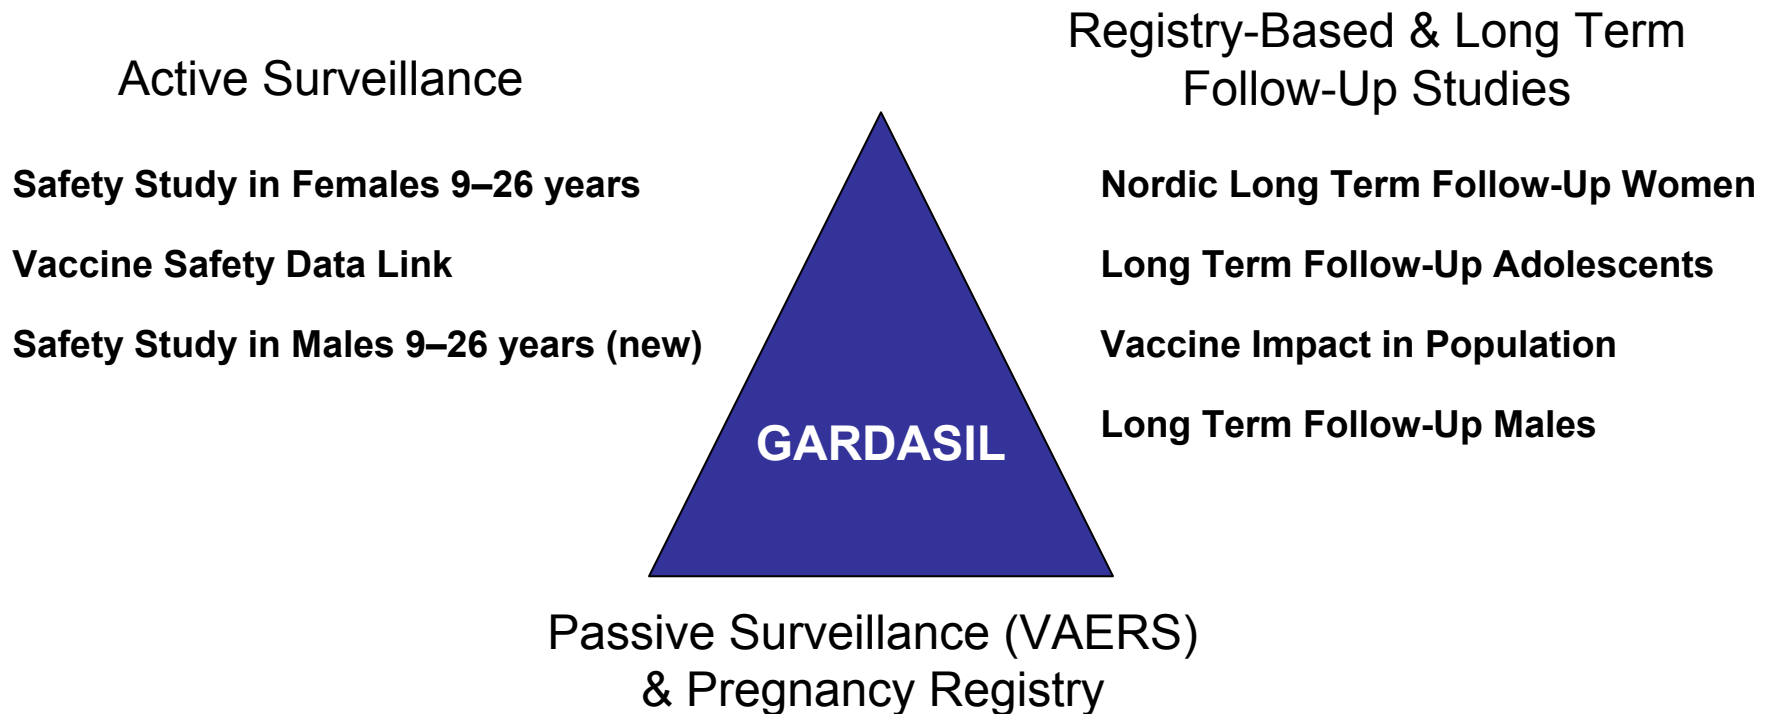 Active Surveillance
Safety Study in Females 9–26 years
Vaccine Safety Data Link
Safety Study in Males 9–26 years (new)
Registry-Based & Long Term
Follow-Up Studies
Nordic Long Term Follow-Up Women
Long Term Follow-Up Adolescents
Vaccine Impact in Population
Long Term Follow-Up Males
GARDASIL
Passive Surveillance (VAERS)
& Pregnancy Registry